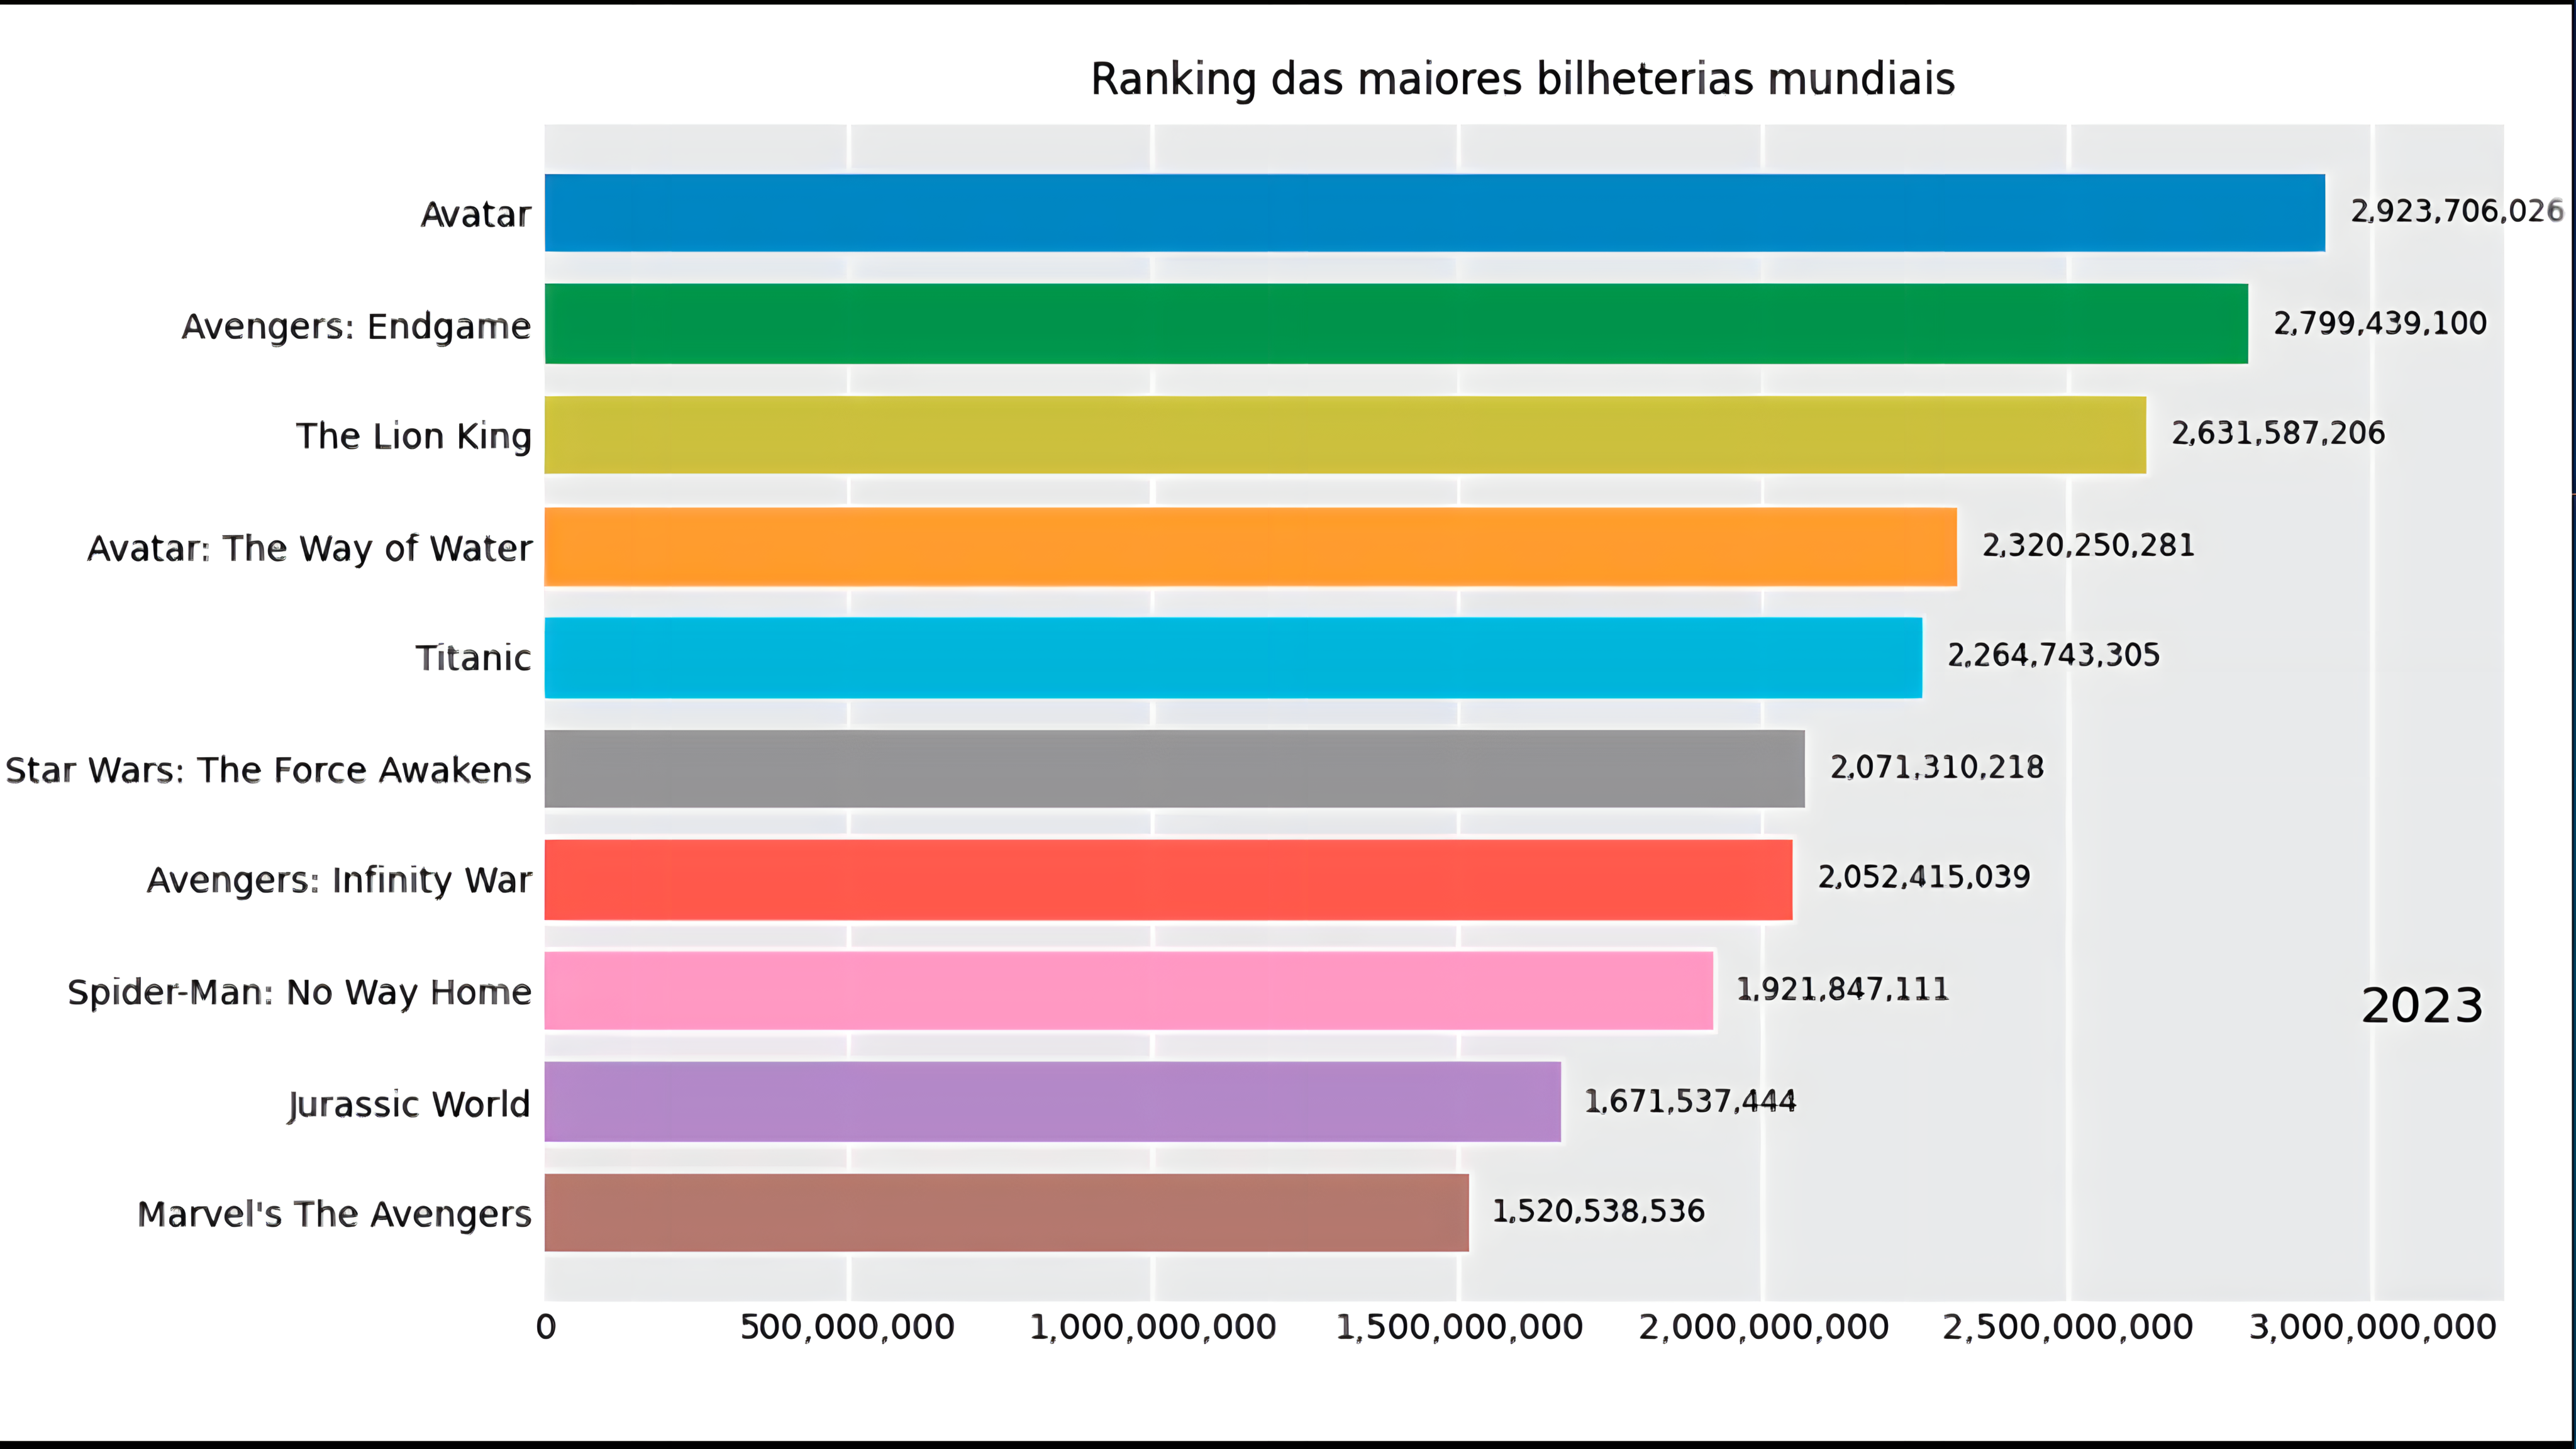 Ranking das maiores bilheterias mundiais
Avatar 2,923,706,026
Avengers: Endgame 2,799,439,100
The Lion King 2,631,587,206
Avatar: The Way of Water 2,320,250,281
Titanic 2,264,743,305
Star Wars: The Force Awakens 2,071,310,218
Avengers: Infinity War 2,052,415,039
Spider-Man: No Way Home 1,921,847,111
2023
Jurassic World 1,671,537,444
Marvel's The Avengers 1,520,538,536
0 500,000,000 1,000,000,000 1,500,000,000 2,000,000,000 2,500,000,000 3,000,000,000